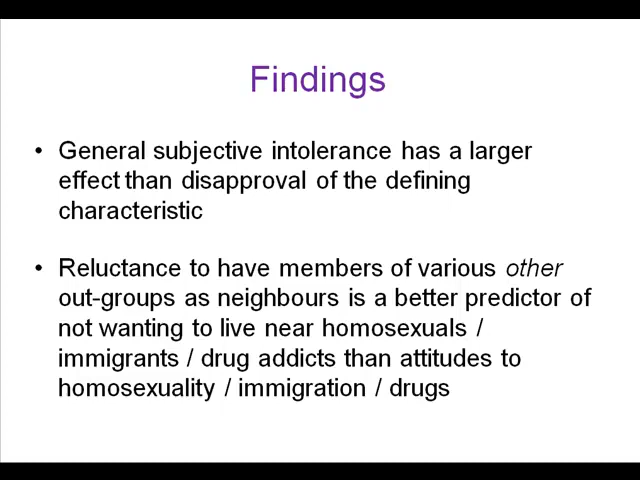 Findings
• General subjective intolerance has a larger
effect than disapproval of the defining
characteristic
• Reluctance to have members of various other
out-groups as neighbours is a better predictor of
not wanting to live near homosexuals /
immigrants / drug addicts than attitudes to
homosexuality / immigration / drugs